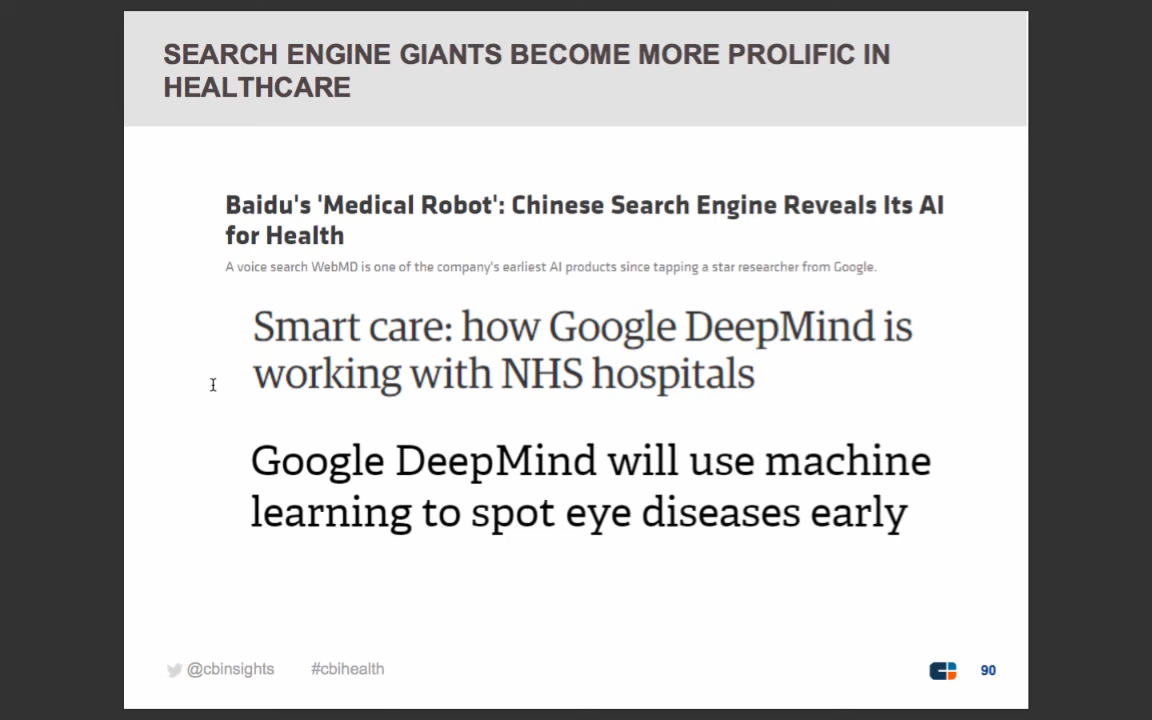 SEARCH ENGINE GIANTS BECOME MORE PROLIFIC IN
HEALTHCARE
Baidu's 'Medical Robot': Chinese Search Engine Reveals Its AI
for Health
A voice search WebMD is one of the company's earliest AI products since tapping a star researcher from Google.
Smart care: how Google DeepMind is
working with NHS hospitals
Google DeepMind will use machine
learning to spot eye diseases early
@cbinsights #cbihealth 90